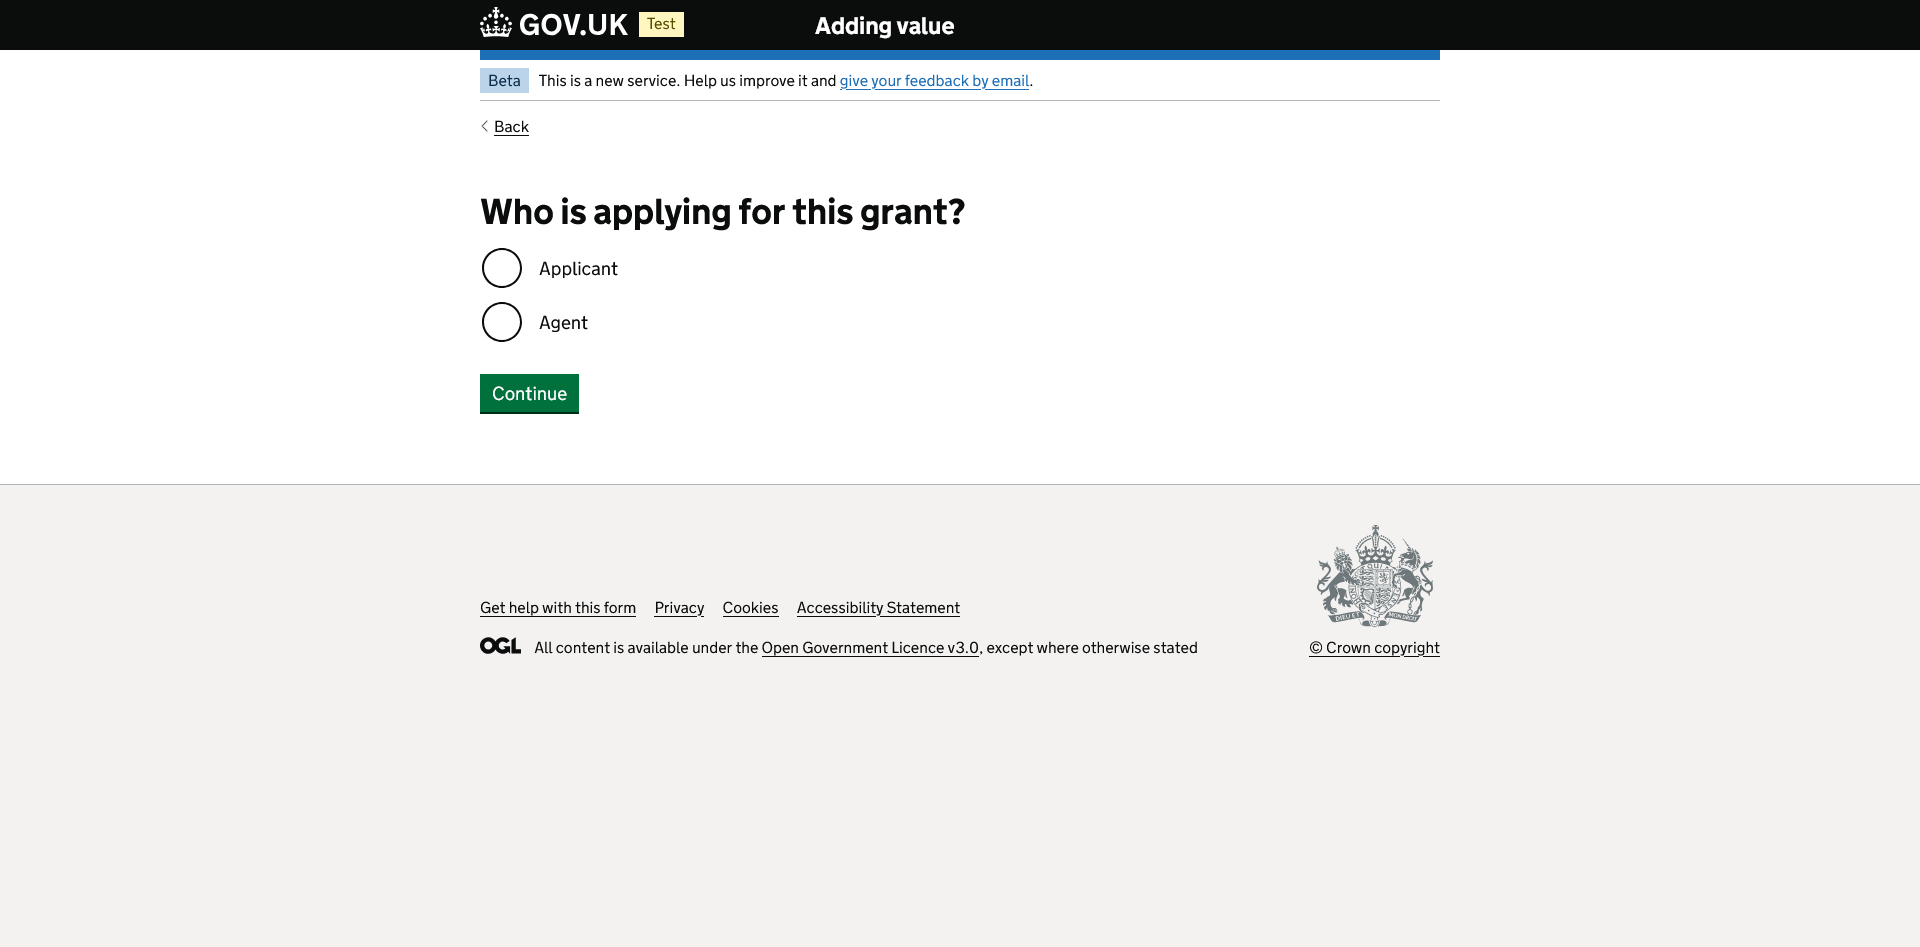 GOV.UK Test Adding value
Beta This is a new service. Help us improve it and give your feedback by email.
Back
Who is applying for this grant?
Applicant
Agent
Continue
Get help with this form Privacy Cookies Accessibility Statement
OGL All content is available under the Open Government Licence v3.0, except where otherwise stated
© Crown copyright